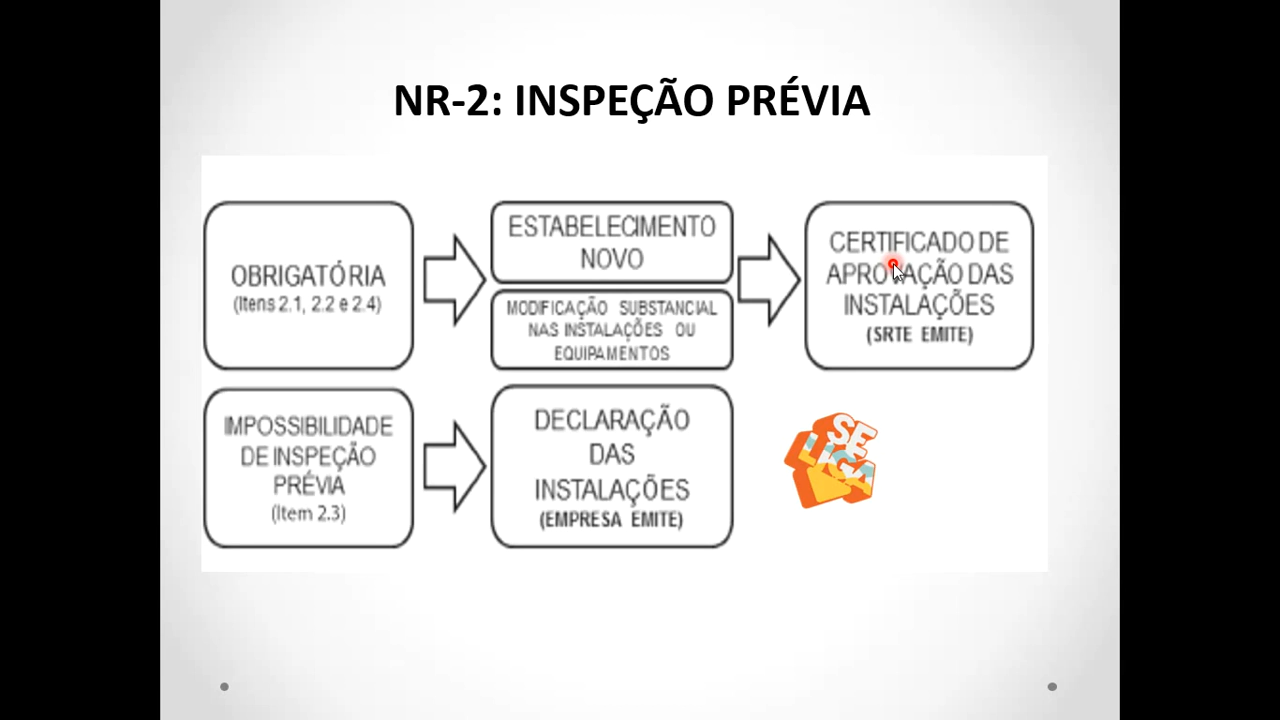 NR-2: INSPEÇÃO PRÉVIA
OBRIGATÓRIA
(Itens 2.1, 2.2 e 2.4)
ESTABELECIMENTO
NOVO
MODIFICAÇÃO SUBSTANCIAL
NAS INSTALAÇÕES OU
EQUIPAMENTOS
CERTIFICADO DE
APROVAÇÃO DAS
INSTALAÇÕES
(SRTE EMITE)
IMPOSSIBILIDADE
DE INSPEÇÃO
PRÉVIA
(Item 2.3)
DECLARAÇÃO
DAS
INSTALAÇÕES
(EMPRESA EMITE)
SE
LIGA